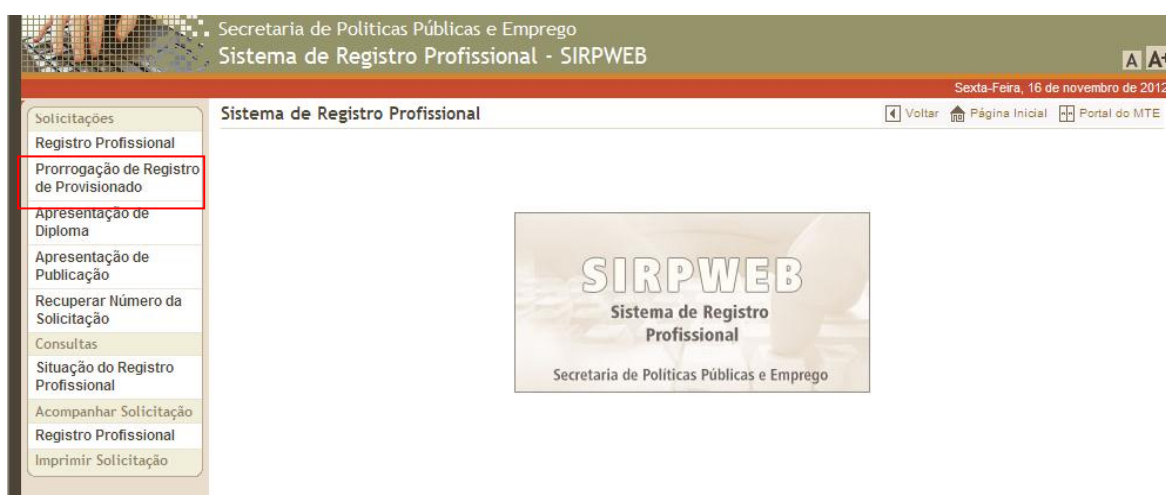 Secretaria de Politicas Públicas e Emprego
Sistema de Registro Profissional - SIRPWEB
A A+
Sexta-Feira, 16 de novembro de 2012
Solicitações
Registro Profissional
Prorrogação de Registro
de Provisionado
Apresentação de
Diploma
Apresentação de
Publicação
Recuperar Número da
Solicitação
Consultas
Situação do Registro
Profissional
Acompanhar Solicitação
Registro Profissional
Imprimir Solicitação
Sistema de Registro Profissional
Voltar Página Inicial Portal do MTE
SIRPWEB
Sistema de Registro
Profissional
Secretaria de Políticas Públicas e Emprego